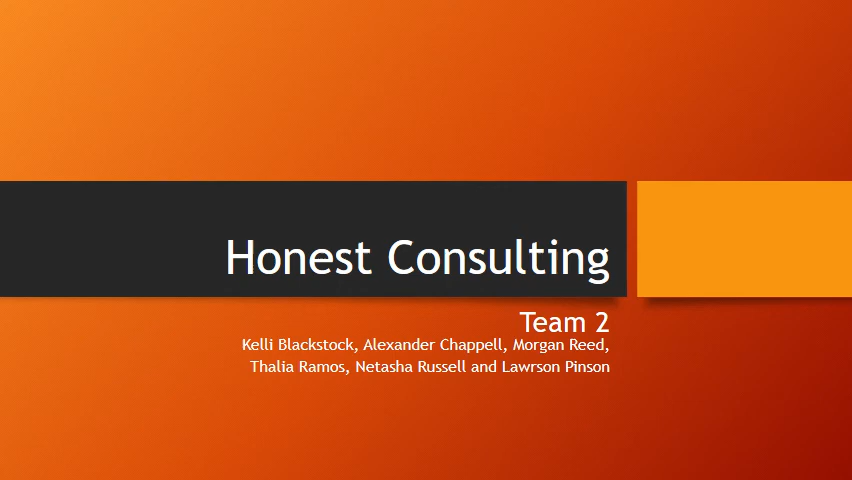 Honest Consulting
Team 2
Kelli Blackstock, Alexander Chappell, Morgan Reed,
Thalia Ramos, Netasha Russell and Lawrson Pinson